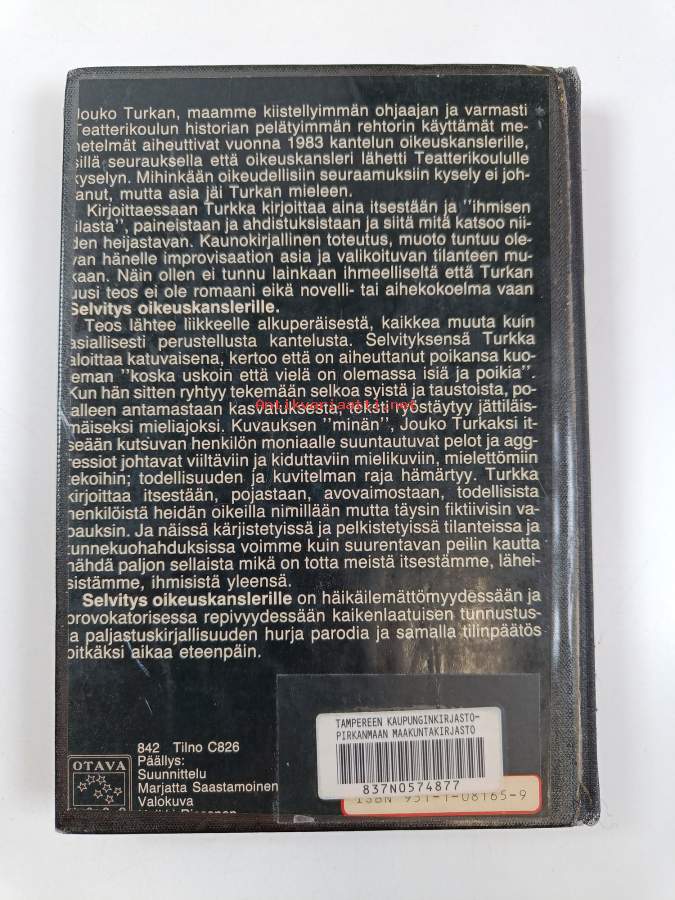 Jouko Turkan, maamme kiistellyimmän ohjaajan ja varmasti
Teatterikoulun historian pelätyimmän rehtorin käyttämät me-
netelmät aiheuttivat vuonna 1983 kantelun oikeuskanslerille,
sillä seurauksella että oikeuskansleri lähetti Teatterikoululle
kyselyn. Mihinkään oikeudellisiin seuraamuksiin kysely ei joh-
tanut, mutta asia jäi Turkan mieleen.
Kirjoittaessaan Turkka kirjoittaa aina itsestään ja "ihmisen
tilasta", paineistaan ja ahdistuksistaan ja siitä mitä katsoo nii-
den heijastavan. Kaunokirjallinen toteutus, muoto tuntuu ole-
van hänelle improvisaation asia ja valikoituvan tilanteen mu-
kaan. Näin ollen ei tunnu lainkaan ihmeelliseltä että Turkan
uusi teos ei ole romaani eikä novelli- tai aihekokoelma vaan
Selvitys oikeuskanslerille.
Teos lähtee liikkeelle alkuperäisestä, kaikkea muuta kuin
asiallisesti perustellusta kantelusta. Selvityksensä Turkka
aloittaa katuvaisena, kertoo että on aiheuttanut poikansa kuo-
leman "koska uskoin että vielä on olemassa isiä ja poikia".
Kun hän sitten ryhtyy tekemään selkoa syistä ja taustoista, po-
jalleen antamastaan kasvatuksesta, teksti ryöstäytyy jättiläis-
mäiseksi mieliajoksi. Kuvauksen "minän", Jouko Turkaksi it-
seään kutsuvan henkilön moniaalle suuntautuvat pelot ja agg-
ressiot johtavat viiltäviin ja kiduttaviin mielikuviin, mielettömiin
tekoihin; todellisuuden ja kuvitelman raja hämärtyy. Turkka
kirjoittaa itsestään, pojastaan, avovaimostaan, todellisista
henkilöistä heidän oikeilla nimillään mutta täysin fiktiivisin va-
pauksin. Ja näissä kärjistetyissä ja pelkistetyissä tilanteissa ja
tunnekuohahduksissa voimme kuin suurentavan peilin kautta
nähdä paljon sellaista mikä on totta meistä itsestämme, lähei-
sistämme, ihmisistä yleensä.
Selvitys oikeuskanslerille on häikäilemättömyydessään ja
provokatorisessa repivyydessään kaikenlaatuisen tunnustus-
ja paljastuskirjallisuuden hurja parodia ja samalla tilinpäätös
pitkäksi aikaa eteenpäin.
Antikvariaatti.net
842 Tilno C826
Päällys:
Suunnittelu
Marjatta Saastamoinen
Valokuva
OTAVA
TAMPEREEN KAUPUNGINKIRJASTO-
PIRKANMAAN MAAKUNTAKIRJASTO
837N0574877
ISBN 951-1-08165-9